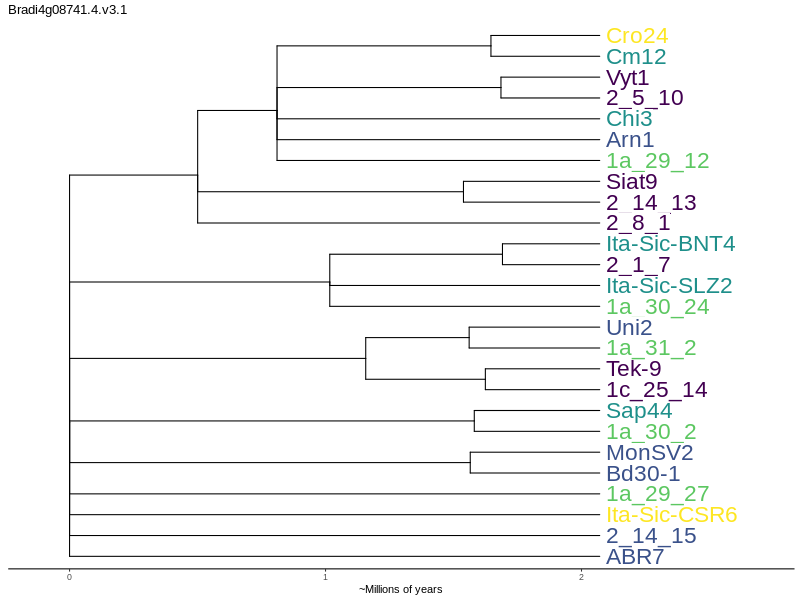 Bradi4g08741.4.v3.1
Cro24
Cm12
Vyt1
2_5_10
Chi3
Arn1
1a_29_12
Siat9
2_14_13
2_8_1
Ita-Sic-BNT4
2_1_7
Ita-Sic-SLZ2
1a_30_24
Uni2
1a_31_2
Tek-9
1c_25_14
Sap44
1a_30_2
MonSV2
Bd30-1
1a_29_27
Ita-Sic-CSR6
2_14_15
ABR7
0 1 2
~Millions of years